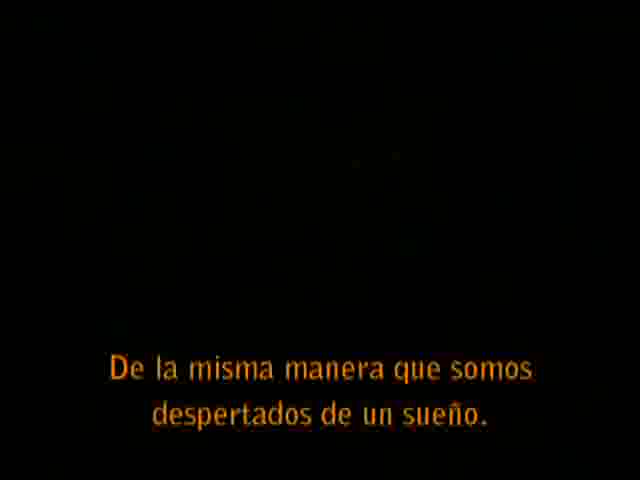 De la misma manera que somos
despertados de un sueño.